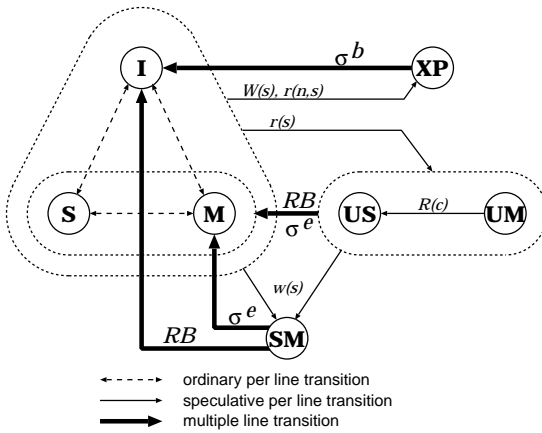 I
σ^b
XP
W(s), r(n,s)
r(s)
S
M
RB
σ^e
US
R(c)
UM
w(s)
σ^e
RB
SM
ordinary per line transition
speculative per line transition
multiple line transition